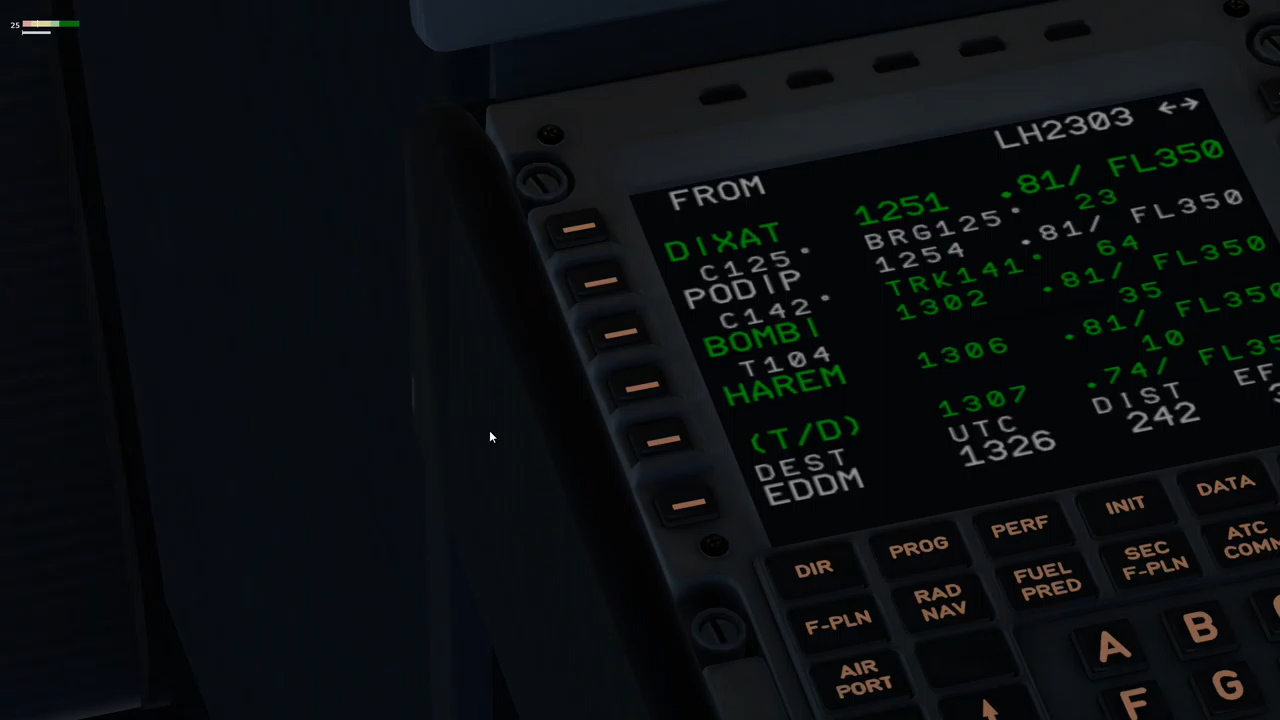 25
LH2303 ←→
FROM
DIXAT 1251 .81/ FL350
C125° BRG125° 23
PODIP 1254 .81/ FL350
C142° TRK141° 64
BOMBI 1302 .81/ FL350
T104 35
HAREM 1306 .81/ FL350
10
(T/D) 1307 .74/ FL35
DEST UTC DIST EF
EDDM 1326 242
DIR PROG PERF INIT DATA
F-PLN RAD NAV FUEL PRED SEC F-PLN ATC COMM
AIR PORT
A B
F G